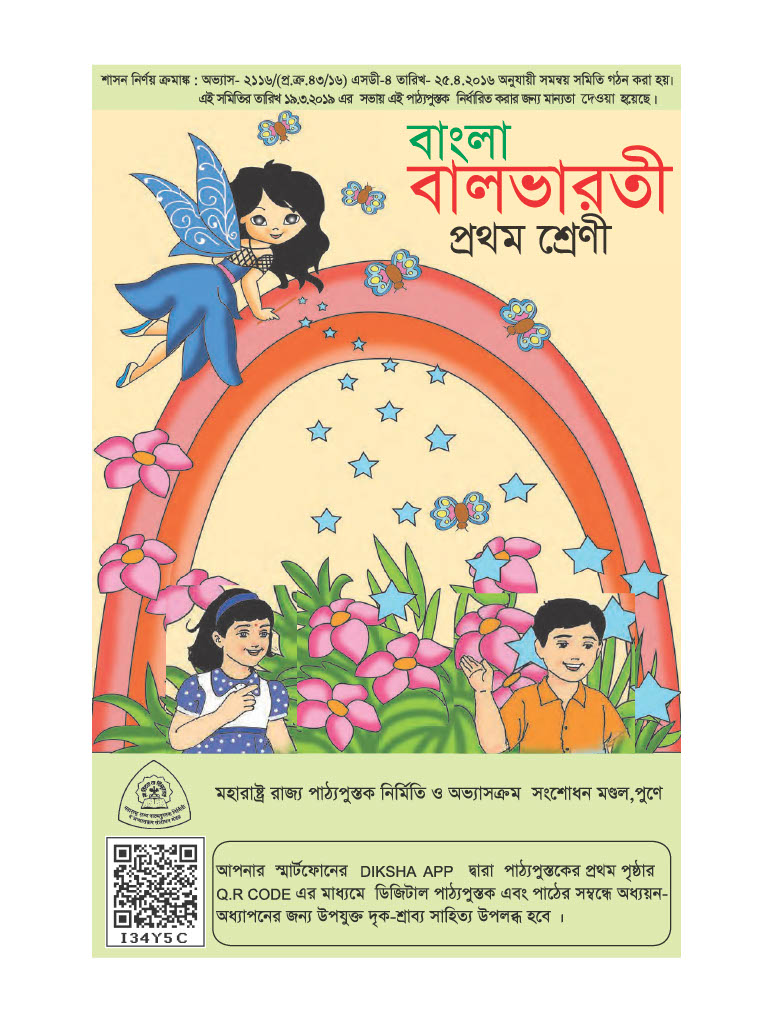 শাসন নির্ণয় ক্রমাঙ্ক : অভ্যাস- ২১১৬/(প্র.ক্র.৪৩/১৬) এসডী-৪ তারিখ- ২৫.৪.২০১৬ অনুযায়ী সমন্বয় সমিতি গঠন করা হয়।
এই সমিতির তারিখ ১৯.৩.২০১৯ এর সভায় এই পাঠ্যপুস্তক নির্ধারিত করার জন্য মান্যতা দেওয়া হয়েছে ।
বাংলা
বালভারতী
প্রথম শ্রেণী
মহারাষ্ট্র রাজ্য পাঠ্যপুস্তক নির্মিতি ও অভ্যাসক্রম সংশোধন মণ্ডল,পুণে
আপনার স্মার্টফোনের DIKSHA APP দ্বারা পাঠ্যপুস্তকের প্রথম পৃষ্ঠার
Q.R CODE এর মাধ্যমে ডিজিটাল পাঠ্যপুস্তক এবং পাঠের সম্বন্ধে অধ্যয়ন-
অধ্যাপনের জন্য উপযুক্ত দৃক-শ্রাব্য সাহিত্য উপলব্ধ হবে ।
I34Y5C